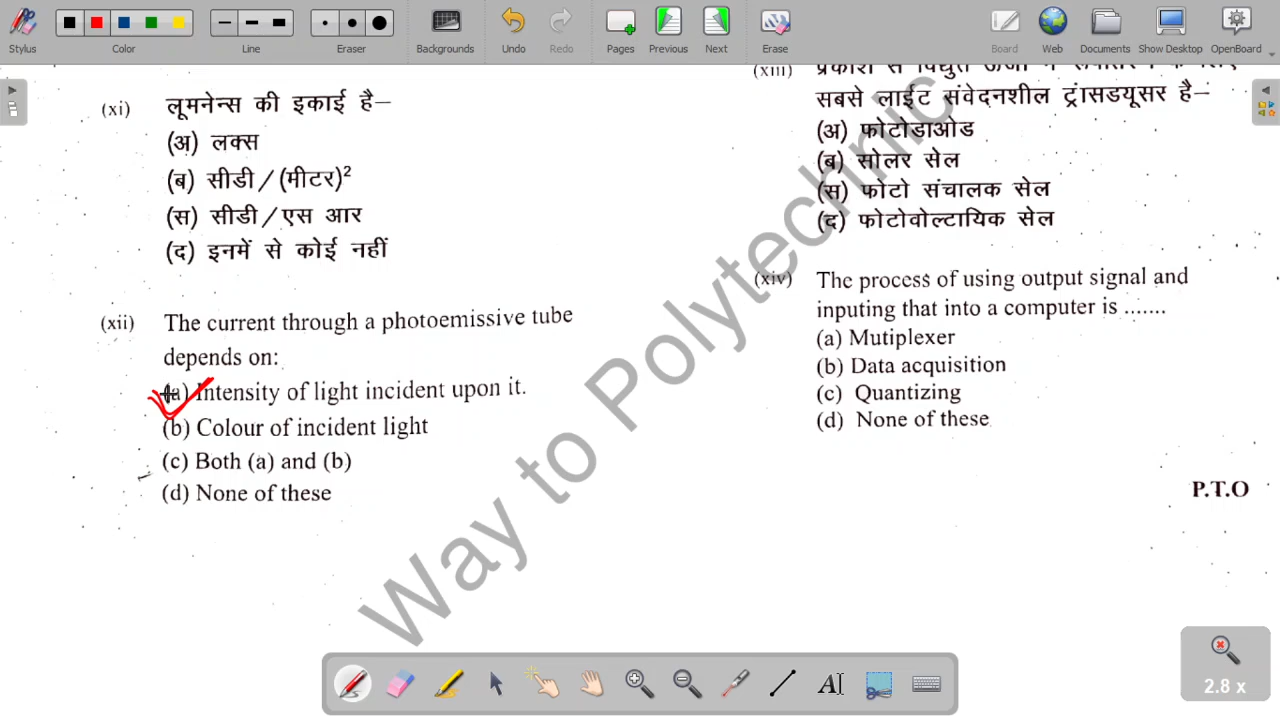 Stylus
Color
Line
Eraser
Backgrounds
Undo
Redo
Pages
Previous
Next
Erase
Board
Web
Documents
Show Desktop
OpenBoard
(xi) लूमनेन्स की इकाई है–
(अ) लक्स
(ब) सीडी/(मीटर)²
(स) सीडी/एस आर
(द) इनमें से कोई नहीं
(xii) The current through a photoemissive tube
depends on:
(a) Intensity of light incident upon it.
(b) Colour of incident light
(c) Both (a) and (b)
(d) None of these
(xiii) प्रकाश से विद्युत ऊर्जा में
सबसे लाईट संवेदनशील ट्रांसडयूसर है–
(अ) फोटोडाओड
(ब) सोलर सेल
(स) फोटो संचालक सेल
(द) फोटोवोल्टायिक सेल
(xiv) The process of using output signal and
inputing that into a computer is .......
(a) Mutiplexer
(b) Data acquisition
(c) Quantizing
(d) None of these
P.T.O
Way to Polytechnic
2.8 x